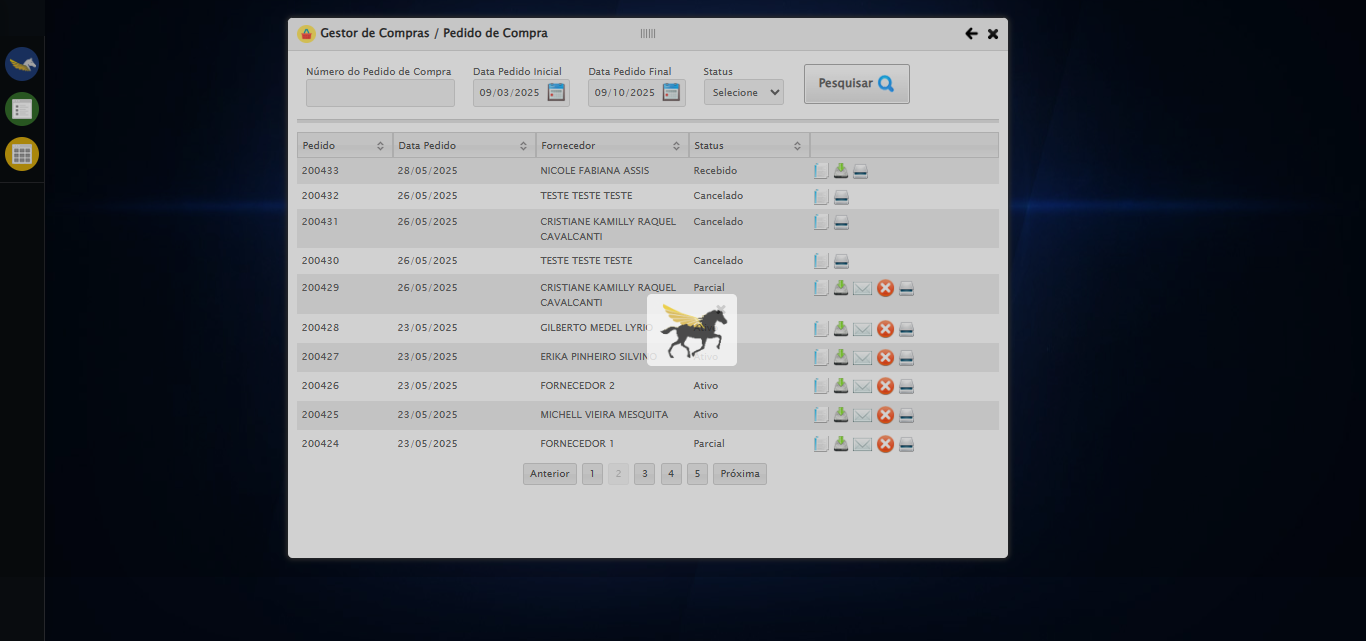 Gestor de Compras / Pedido de Compra
Número do Pedido de Compra Data Pedido Inicial Data Pedido Final Status
09/03/2025 09/10/2025 Selecione Pesquisar
Pedido Data Pedido Fornecedor Status
200433 28/05/2025 NICOLE FABIANA ASSIS Recebido
200432 26/05/2025 TESTE TESTE TESTE Cancelado
200431 26/05/2025 CRISTIANE KAMILLY RAQUEL CAVALCANTI Cancelado
200430 26/05/2025 TESTE TESTE TESTE Cancelado
200429 26/05/2025 CRISTIANE KAMILLY RAQUEL CAVALCANTI Parcial
200428 23/05/2025 GILBERTO MEDEL LYRIO
200427 23/05/2025 ERIKA PINHEIRO SILVINO Ativo
200426 23/05/2025 FORNECEDOR 2 Ativo
200425 23/05/2025 MICHELL VIEIRA MESQUITA Ativo
200424 23/05/2025 FORNECEDOR 1 Parcial
Anterior 1 2 3 4 5 Próxima